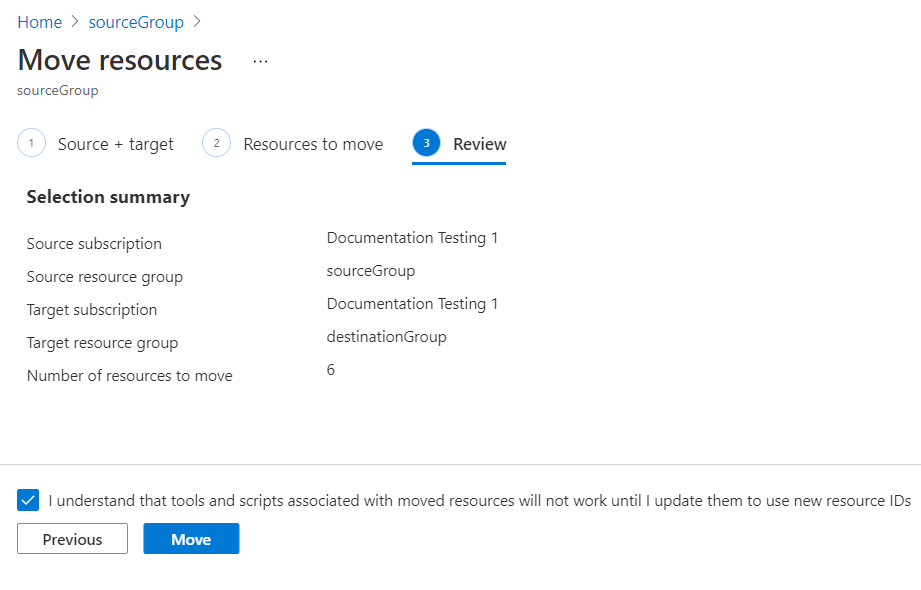 Home > sourceGroup >
Move resources ...
sourceGroup
1 Source + target 2 Resources to move 3 Review
Selection summary
Source subscription Documentation Testing 1
Source resource group sourceGroup
Target subscription Documentation Testing 1
Target resource group destinationGroup
Number of resources to move 6
I understand that tools and scripts associated with moved resources will not work until I update them to use new resource IDs
Previous Move